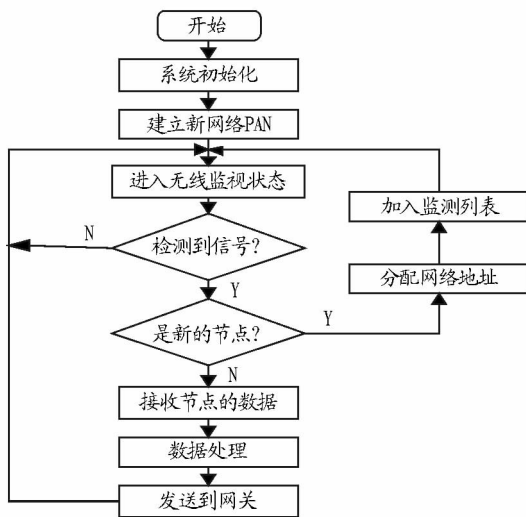 开始
系统初始化
建立新网络PAN
进入无线监视状态
加入监测列表
N
检测到信号?
分配网络地址
Y
是新的节点?
Y
N
接收节点的数据
数据处理
发送到网关